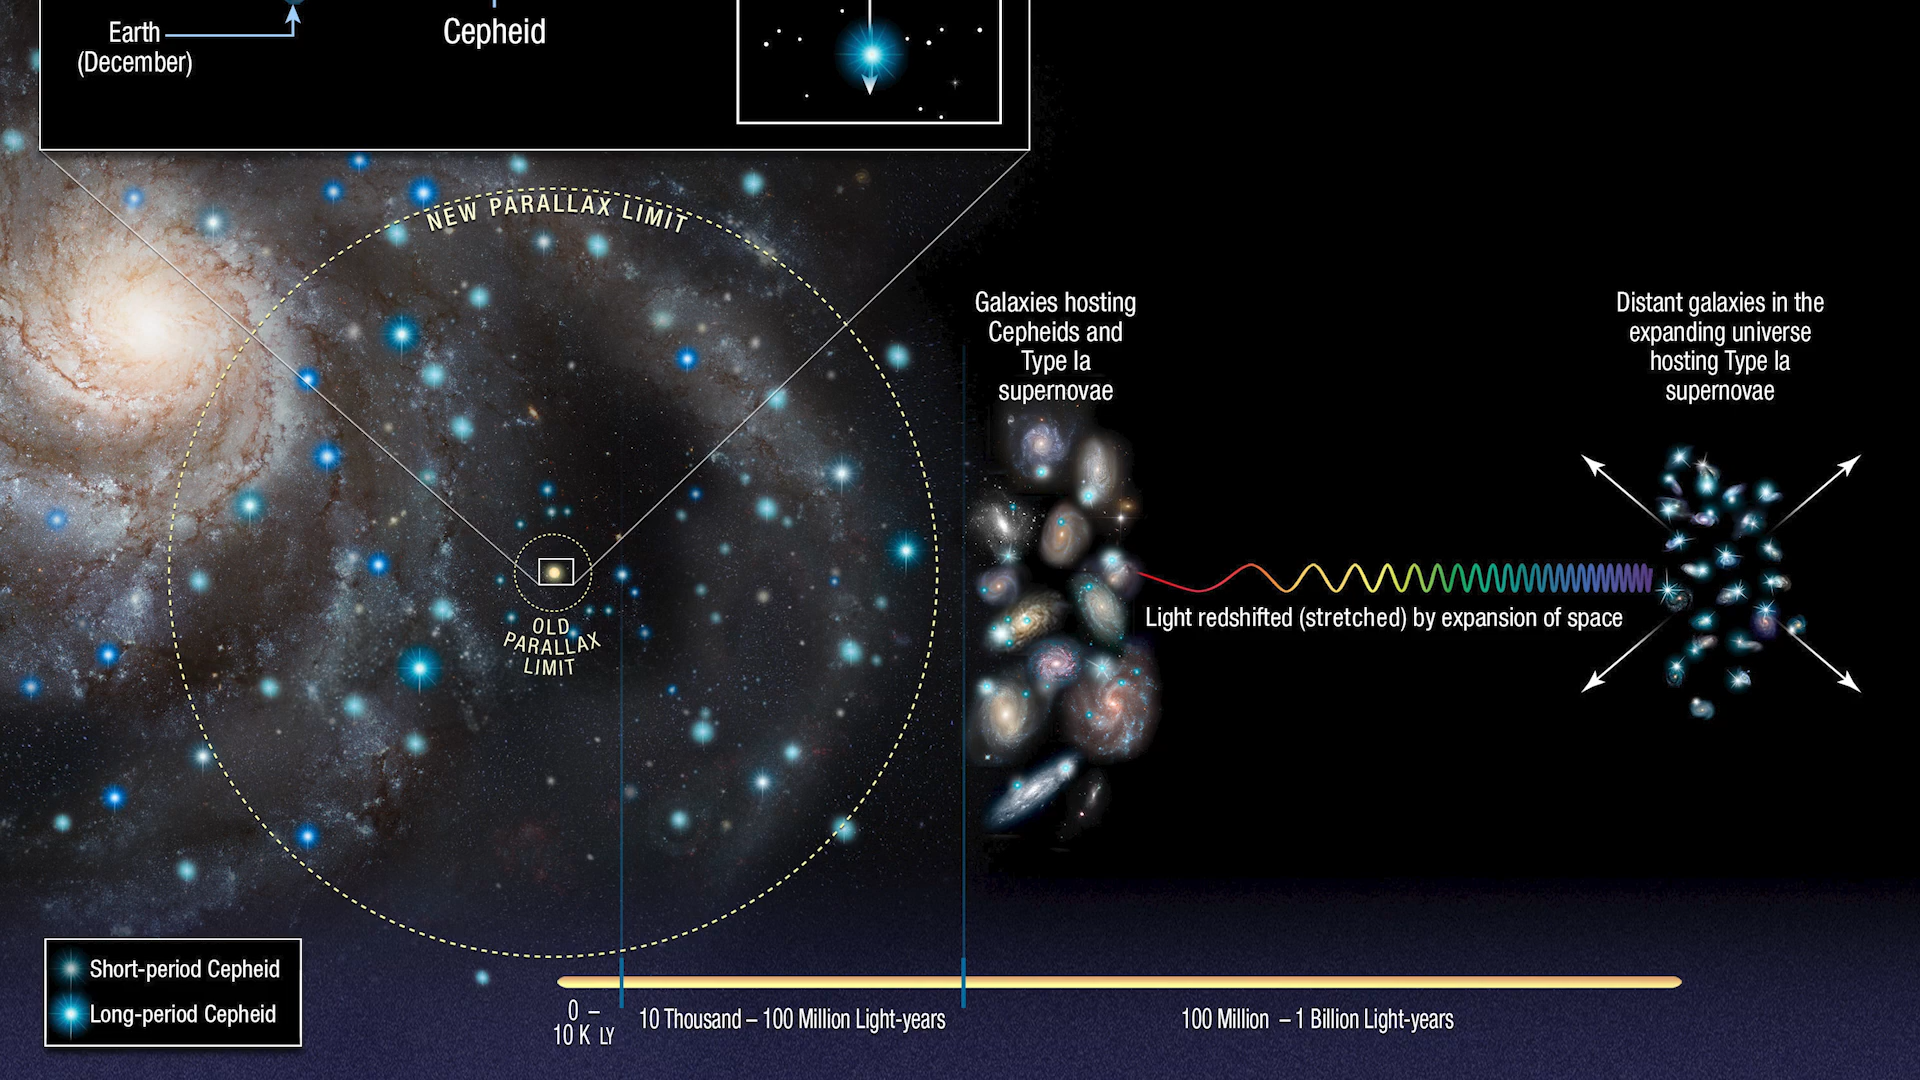 Earth
(December)
Cepheid
NEW PARALLAX LIMIT
Galaxies hosting
Cepheids and
Type Ia
supernovae
Distant galaxies in the
expanding universe
hosting Type Ia
supernovae
Light redshifted (stretched) by expansion of space
OLD
PARALLAX
LIMIT
Short-period Cepheid
Long-period Cepheid
0 –
10 K LY
10 Thousand – 100 Million Light-years
100 Million – 1 Billion Light-years